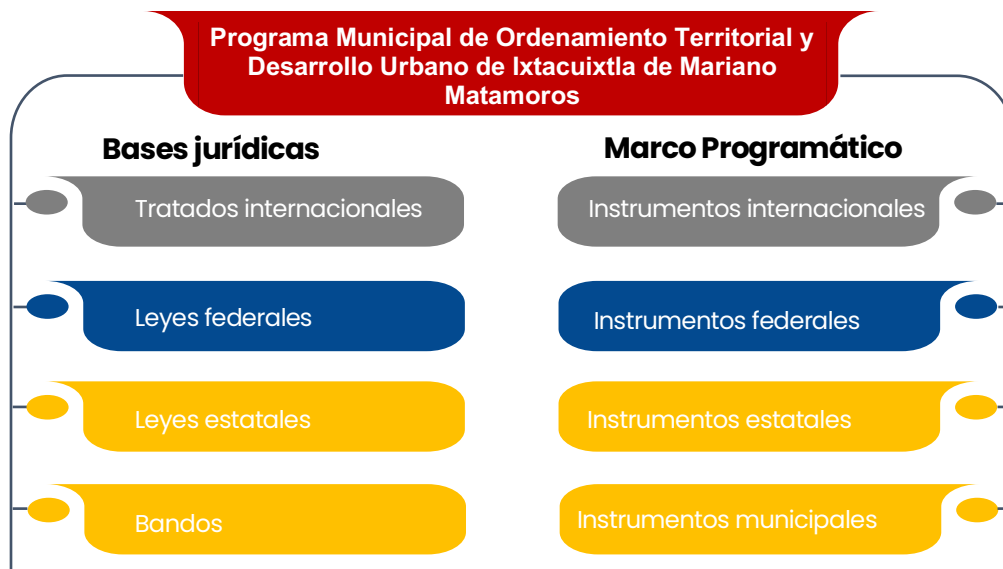 Programa Municipal de Ordenamiento Territorial y
Desarrollo Urbano de Ixtacuixtla de Mariano
Matamoros
Bases jurídicas
Tratados internacionales
Leyes federales
Leyes estatales
Bandos
Marco Programático
Instrumentos internacionales
Instrumentos federales
Instrumentos estatales
Instrumentos municipales